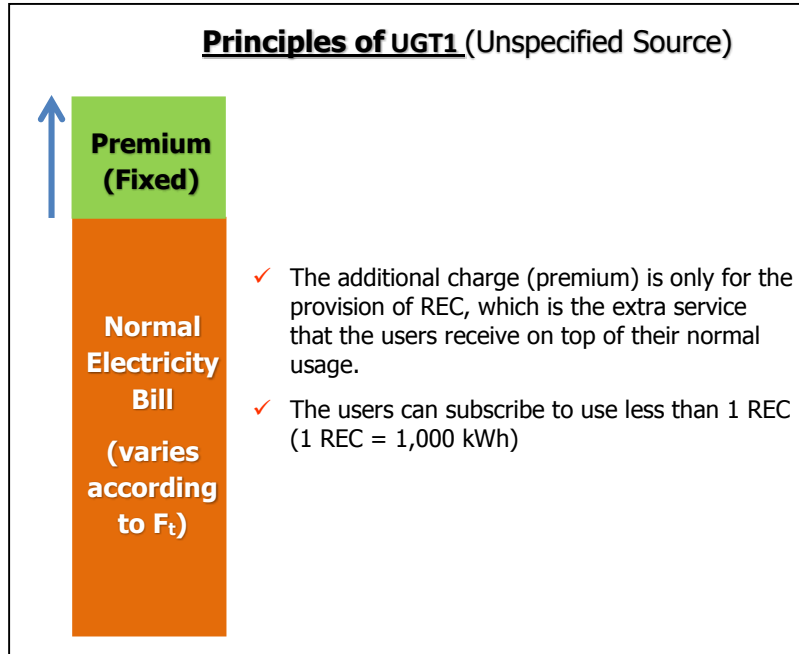 Principles of UGT1 (Unspecified Source)
Premium
(Fixed)
Normal
Electricity
Bill
(varies
according
to Ft)
✓ The additional charge (premium) is only for the
provision of REC, which is the extra service
that the users receive on top of their normal
usage.
✓ The users can subscribe to use less than 1 REC
(1 REC = 1,000 kWh)